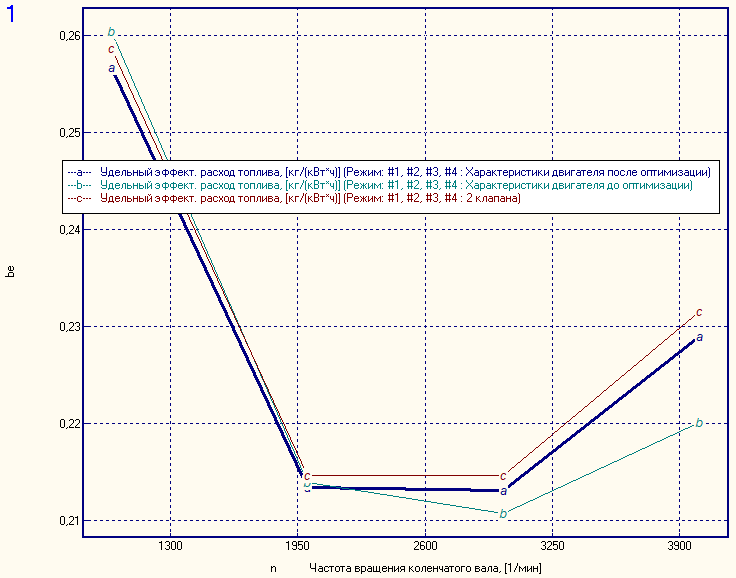 1
0,26
b
c
a
0,25
---a--- Удельный эффект. расход топлива, [кг/(кВт*ч)] (Режим: #1, #2, #3, #4 : Характеристики двигателя после оптимизации)
---b--- Удельный эффект. расход топлива, [кг/(кВт*ч)] (Режим: #1, #2, #3, #4 : Характеристики двигателя до оптимизации)
---c--- Удельный эффект. расход топлива, [кг/(кВт*ч)] (Режим: #1, #2, #3, #4 : 2 клапана)
0,24
be
0,23
c
a
0,22
b
c
c
b
a
a
b
0,21
1300 1950 2600 3250 3900
n Частота вращения коленчатого вала, [1/мин]